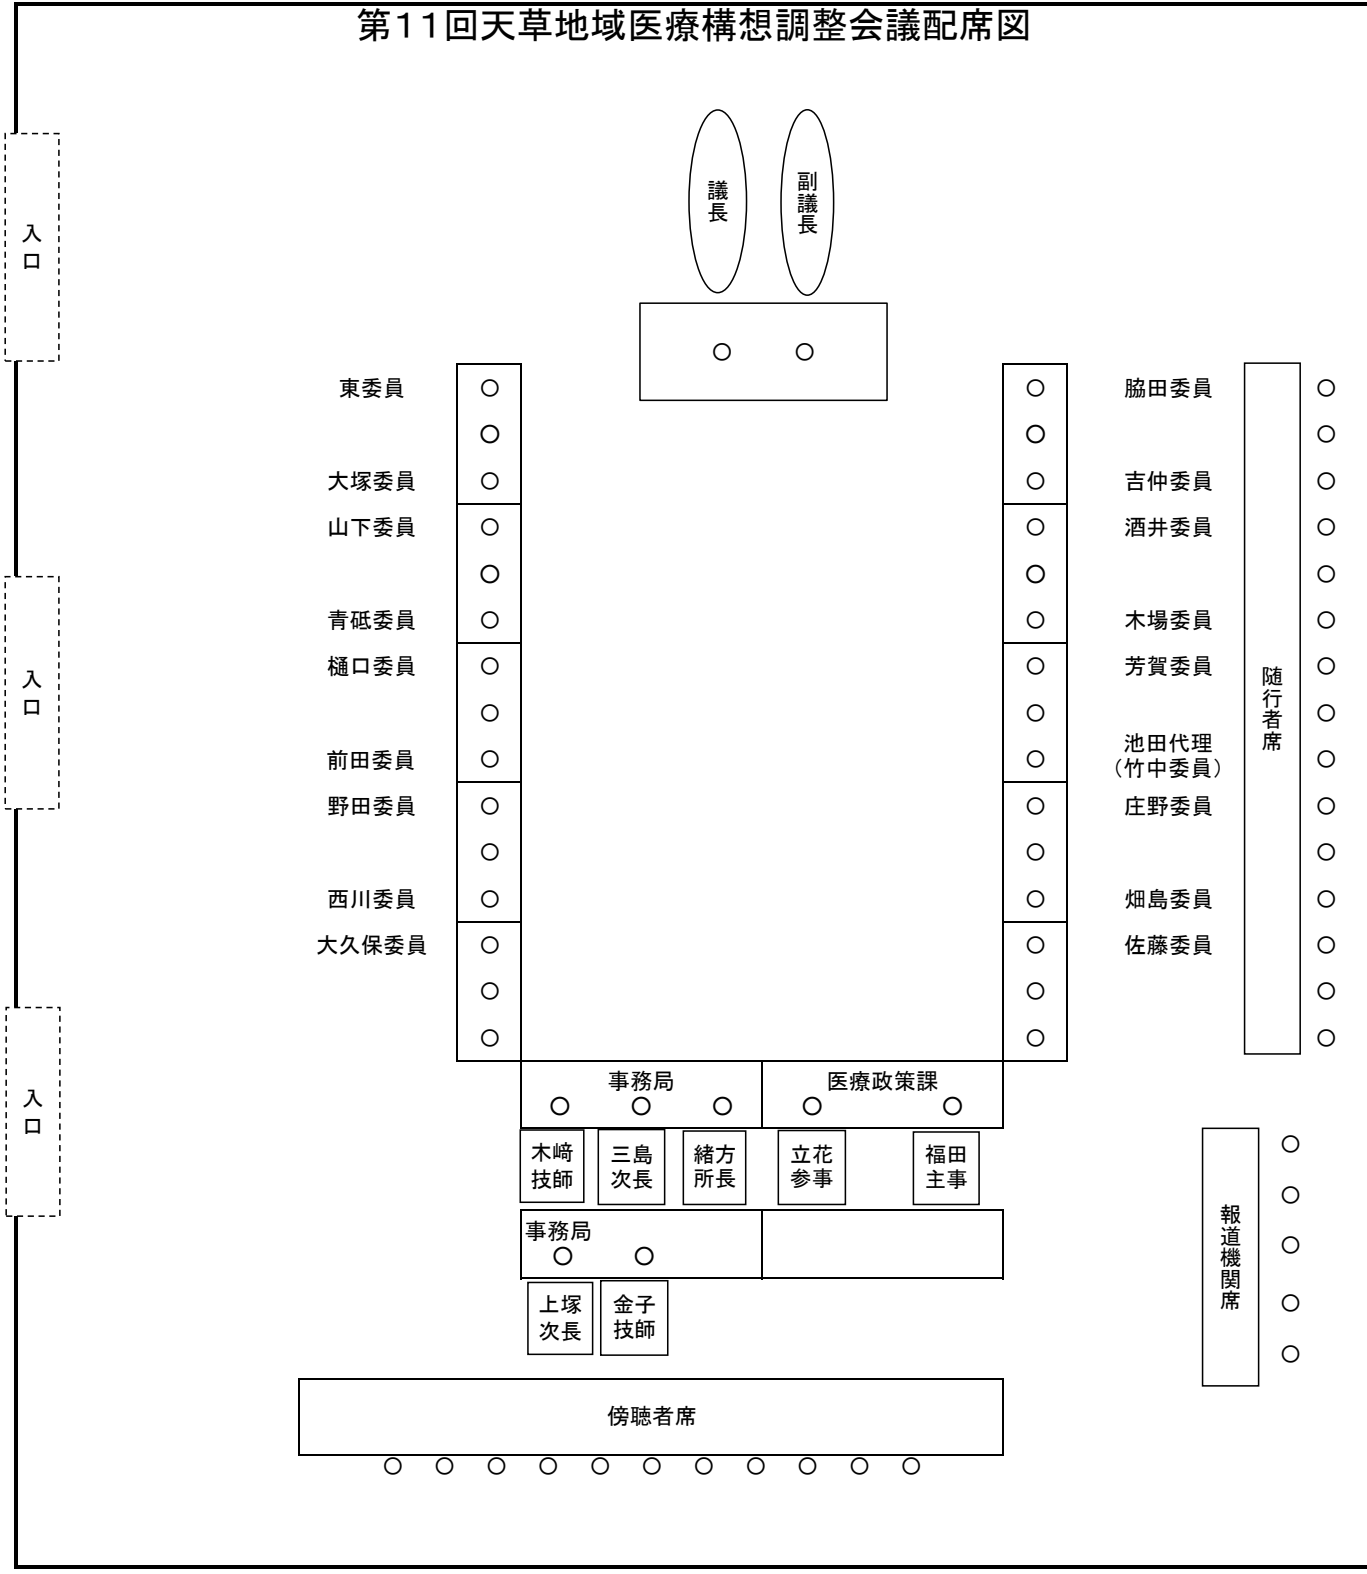 第11回天草地域医療構想調整会議配席図
議長
副議長
入口
入口
入口
東委員
大塚委員
山下委員
青砥委員
樋口委員
前田委員
野田委員
西川委員
大久保委員
脇田委員
吉仲委員
酒井委員
木場委員
芳賀委員
池田代理
（竹中委員）
庄野委員
畑島委員
佐藤委員
随行者席
事務局
医療政策課
木﨑
技師
三島
次長
緒方
所長
立花
参事
福田
主事
事務局
上塚
次長
金子
技師
報道機関席
傍聴者席